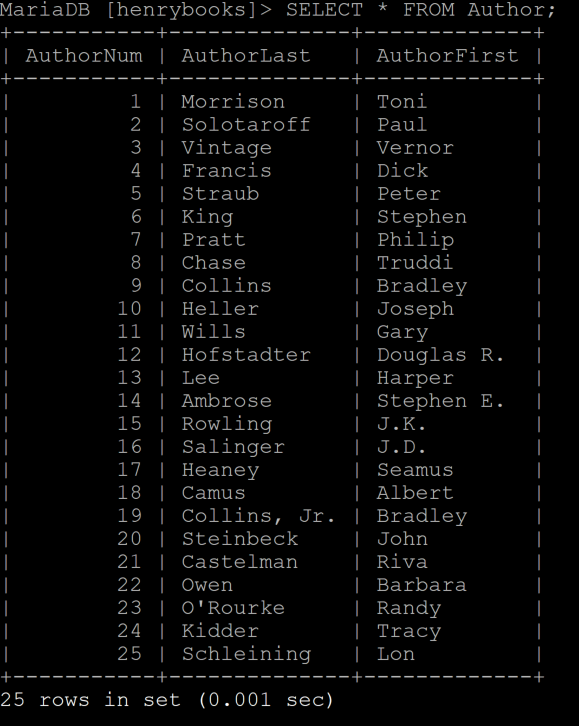 MariaDB [henrybooks]> SELECT * FROM Author;
+-----------+--------------+-------------+
| AuthorNum | AuthorLast   | AuthorFirst |
+-----------+--------------+-------------+
|         1 | Morrison     | Toni        |
|         2 | Solotaroff   | Paul        |
|         3 | Vintage      | Vernor      |
|         4 | Francis      | Dick        |
|         5 | Straub       | Peter       |
|         6 | King         | Stephen     |
|         7 | Pratt        | Philip      |
|         8 | Chase        | Truddi      |
|         9 | Collins      | Bradley     |
|        10 | Heller       | Joseph      |
|        11 | Wills        | Gary        |
|        12 | Hofstadter   | Douglas R.  |
|        13 | Lee          | Harper      |
|        14 | Ambrose      | Stephen E.  |
|        15 | Rowling      | J.K.        |
|        16 | Salinger     | J.D.        |
|        17 | Heaney       | Seamus      |
|        18 | Camus        | Albert      |
|        19 | Collins, Jr. | Bradley     |
|        20 | Steinbeck    | John        |
|        21 | Castelman    | Riva        |
|        22 | Owen         | Barbara     |
|        23 | O'Rourke     | Randy       |
|        24 | Kidder       | Tracy       |
|        25 | Schleining   | Lon         |
+-----------+--------------+-------------+
25 rows in set (0.001 sec)